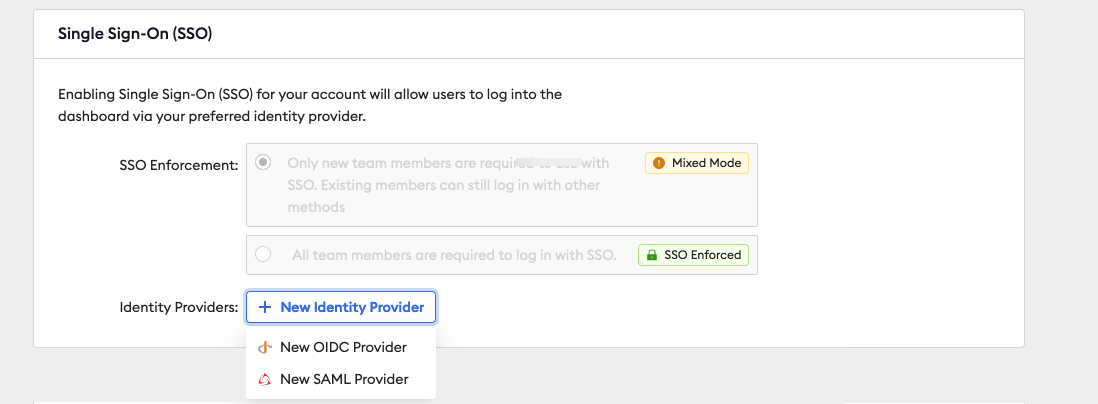 Single Sign-On (SSO)
Enabling Single Sign-On (SSO) for your account will allow users to log into the
dashboard via your preferred identity provider.
SSO Enforcement:
Only new team members are required with
SSO. Existing members can still log in with other
methods
Mixed Mode
All team members are required to log in with SSO.
SSO Enforced
Identity Providers:
+ New Identity Provider
New OIDC Provider
New SAML Provider